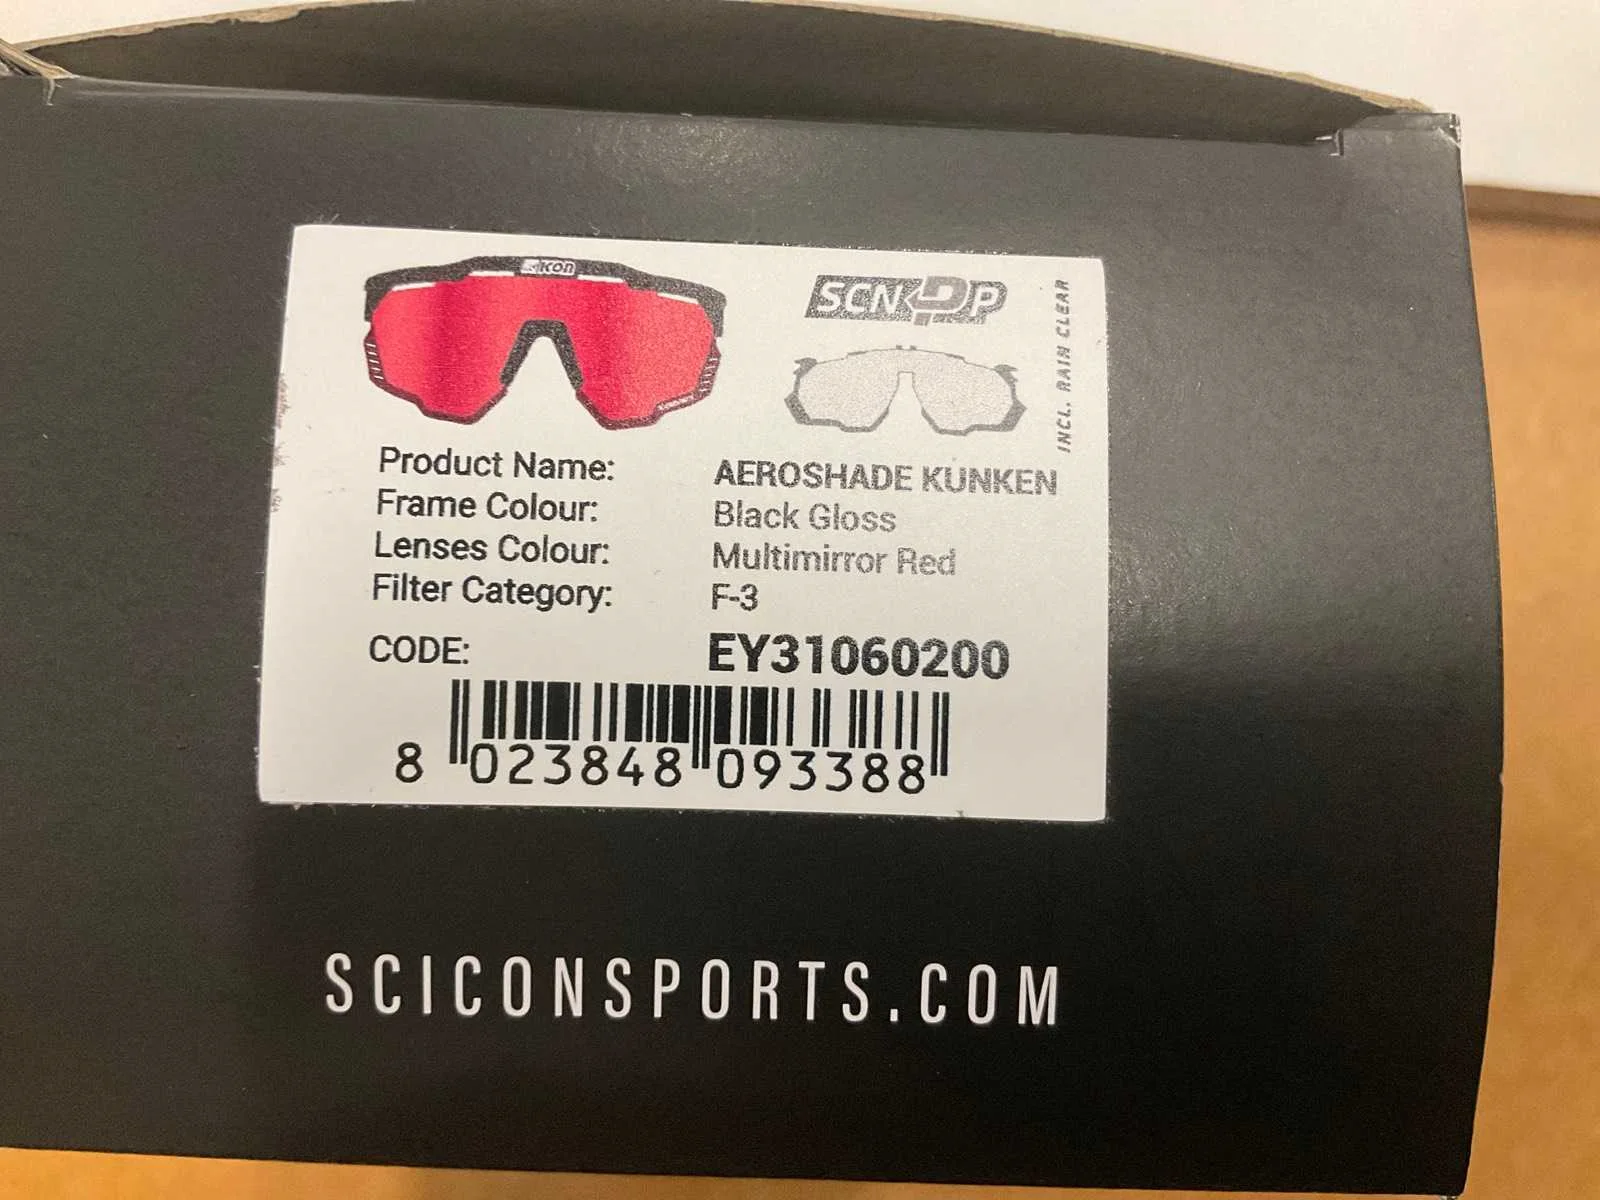 SCICON
SCNPP
INCL. RAIN CLEAR
Product Name: AEROSHADE KUNKEN
Frame Colour: Black Gloss
Lenses Colour: Multimirror Red
Filter Category: F-3
CODE: EY31060200
8 023848 093388
SCICONSPORTS.COM